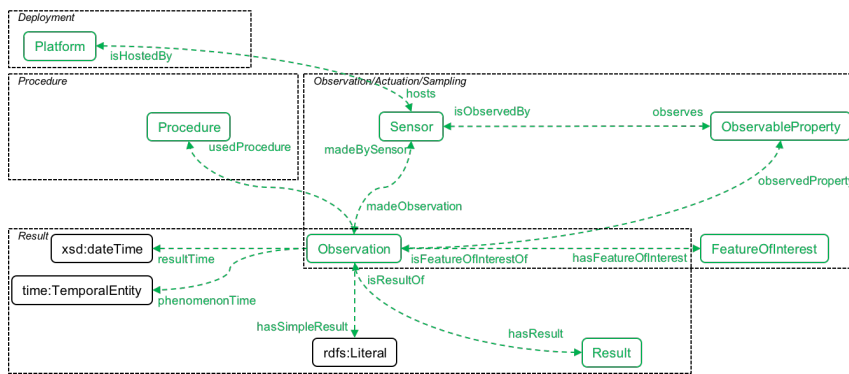 Deployment
Platform
isHostedBy
Procedure
Observation/Actuation/Sampling
hosts
isObservedBy
observes
Procedure
Sensor
ObservableProperty
usedProcedure
madeBySensor
observedProperty
madeObservation
Result
xsd:dateTime
resultTime
Observation
isFeatureOfInterestOf
hasFeatureOfInterest
FeatureOfInterest
time:TemporalEntity
phenomenonTime
isResultOf
hasSimpleResult
hasResult
rdfs:Literal
Result